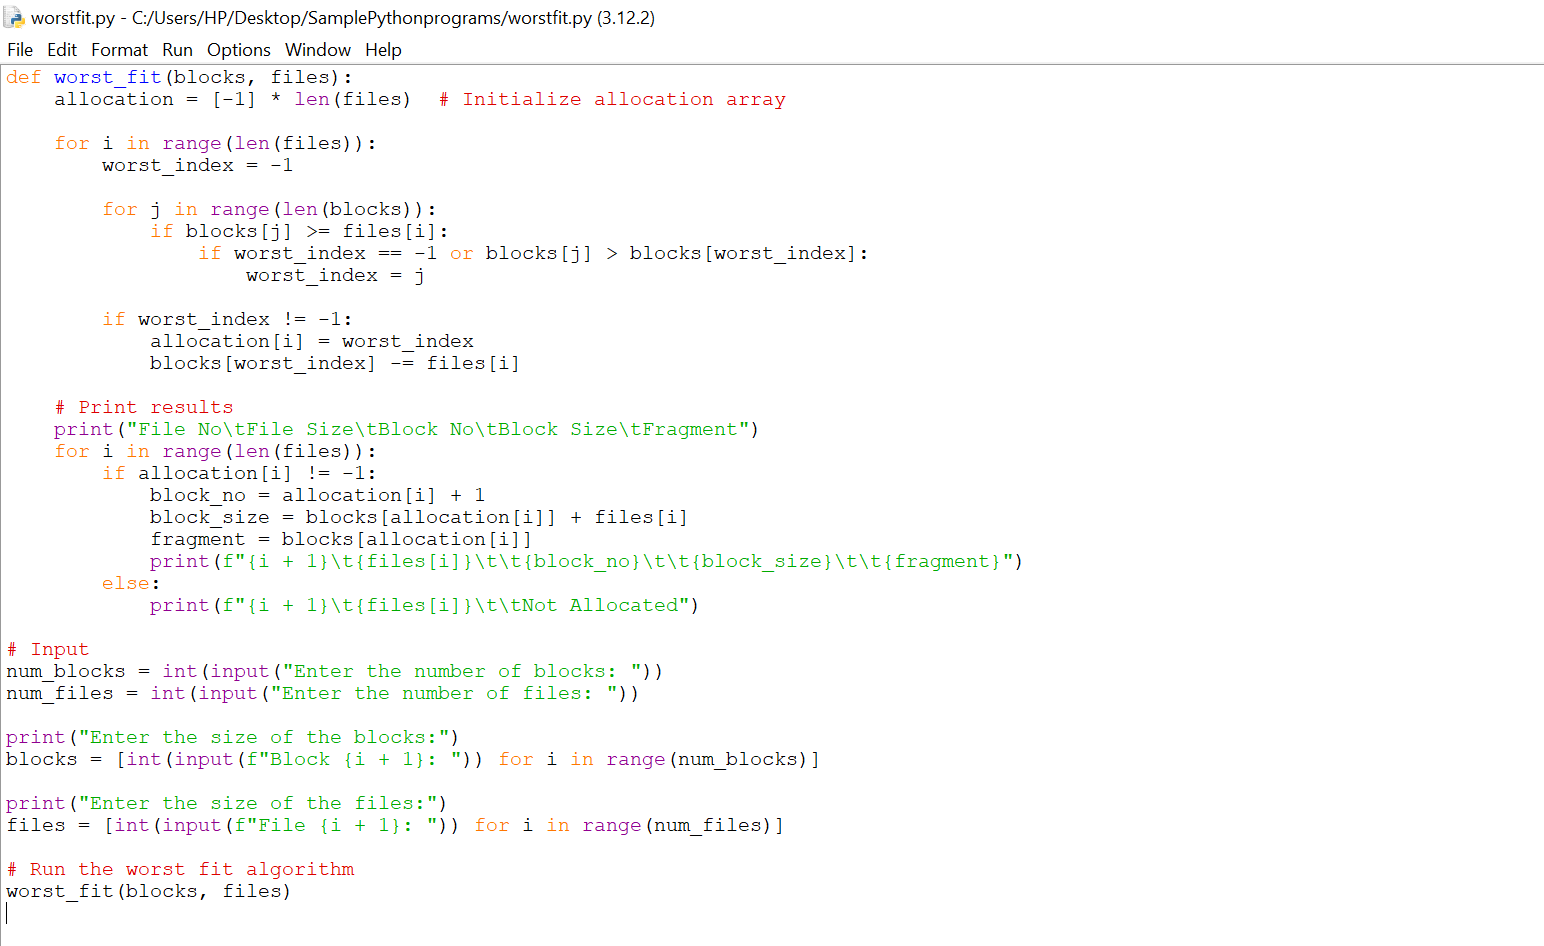 worstfit.py - C:/Users/HP/Desktop/SamplePythonprograms/worstfit.py (3.12.2)
File Edit Format Run Options Window Help
def worst_fit(blocks, files):
    allocation = [-1] * len(files)  # Initialize allocation array

    for i in range(len(files)):
        worst_index = -1

        for j in range(len(blocks)):
            if blocks[j] >= files[i]:
                if worst_index == -1 or blocks[j] > blocks[worst_index]:
                    worst_index = j

        if worst_index != -1:
            allocation[i] = worst_index
            blocks[worst_index] -= files[i]

    # Print results
    print("File No\tFile Size\tBlock No\tBlock Size\tFragment")
    for i in range(len(files)):
        if allocation[i] != -1:
            block_no = allocation[i] + 1
            block_size = blocks[allocation[i]] + files[i]
            fragment = blocks[allocation[i]]
            print(f"{i + 1}\t{files[i]}\t\t{block_no}\t\t{block_size}\t\t{fragment}")
        else:
            print(f"{i + 1}\t{files[i]}\t\tNot Allocated")

# Input
num_blocks = int(input("Enter the number of blocks: "))
num_files = int(input("Enter the number of files: "))

print("Enter the size of the blocks:")
blocks = [int(input(f"Block {i + 1}: ")) for i in range(num_blocks)]

print("Enter the size of the files:")
files = [int(input(f"File {i + 1}: ")) for i in range(num_files)]

# Run the worst fit algorithm
worst_fit(blocks, files)